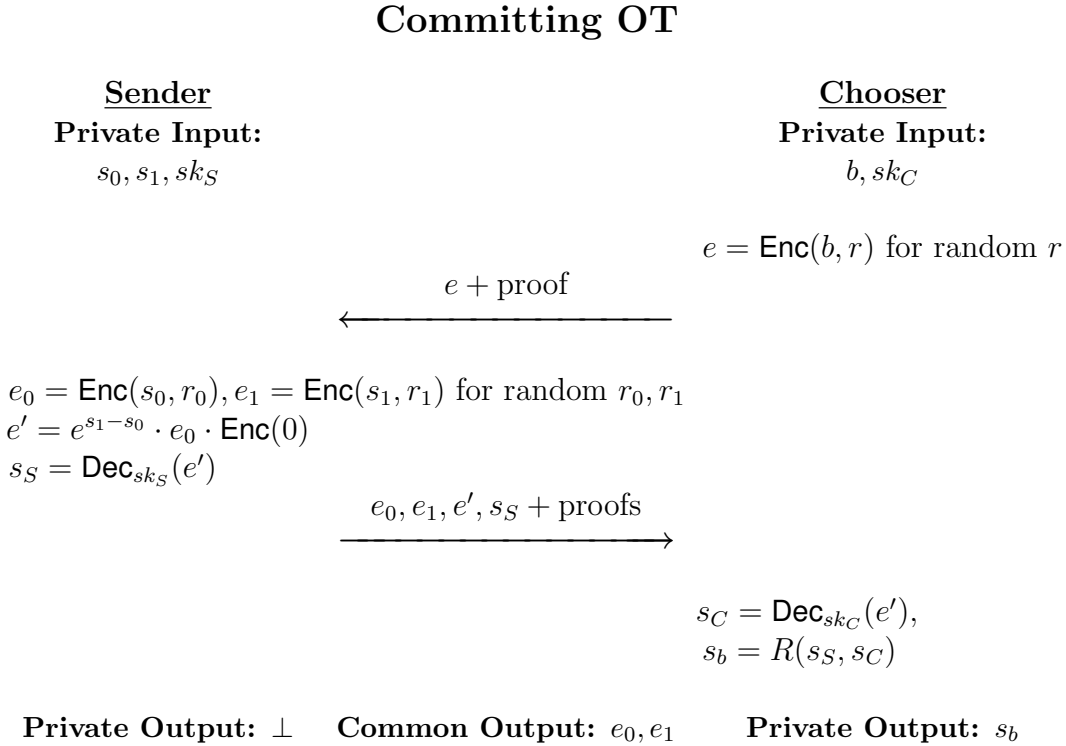 Committing OT
Sender
Chooser
Private Input:
Private Input:
s_0, s_1, sk_S
b, sk_C
e = Enc(b, r) for random r
e + proof
e_0 = Enc(s_0, r_0), e_1 = Enc(s_1, r_1) for random r_0, r_1
e' = e^{s_1−s_0} · e_0 · Enc(0)
s_S = Dec_{sk_S}(e')
e_0, e_1, e', s_S + proofs
s_C = Dec_{sk_C}(e'),
s_b = R(s_S, s_C)
Private Output: ⊥ Common Output: e_0, e_1 Private Output: s_b